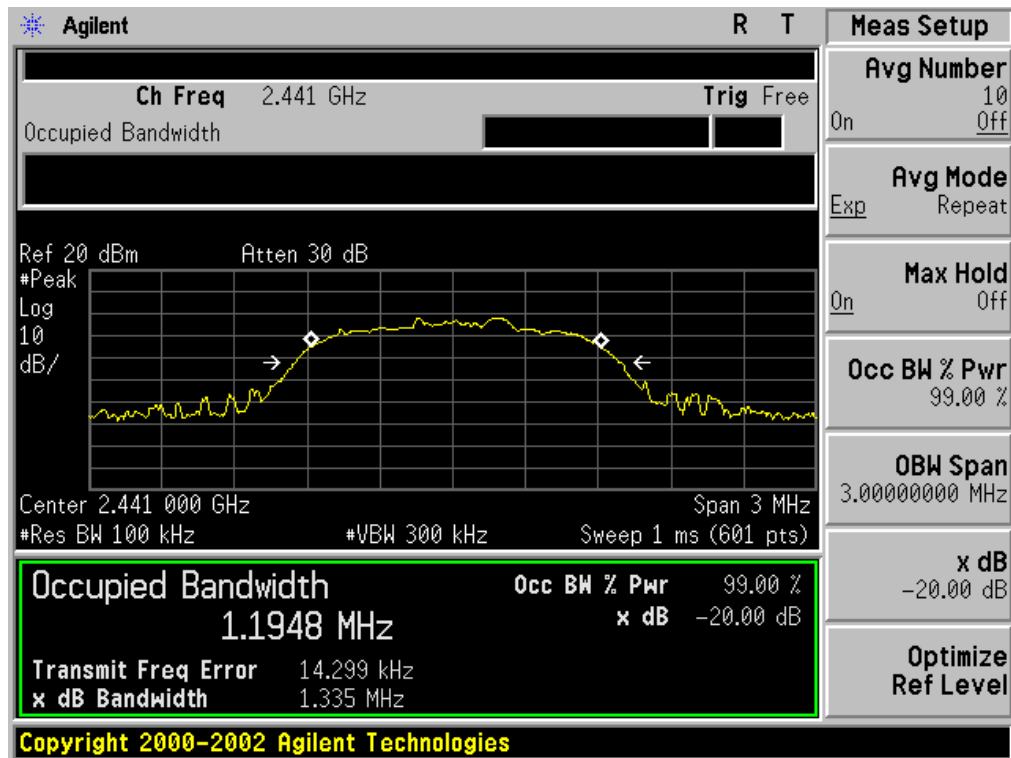 Agilent R T
Ch Freq 2.441 GHz Trig Free
Occupied Bandwidth
Ref 20 dBm Atten 30 dB
#Peak
Log
10
dB/
Center 2.441 000 GHz Span 3 MHz
#Res BW 100 kHz #VBW 300 kHz Sweep 1 ms (601 pts)
Occupied Bandwidth Occ BW % Pwr 99.00 %
1.1948 MHz x dB -20.00 dB
Transmit Freq Error 14.299 kHz
x dB Bandwidth 1.335 MHz
Copyright 2000-2002 Agilent Technologies
Meas Setup
Avg Number
10
On Off
Avg Mode
Exp Repeat
Max Hold
On Off
Occ BW % Pwr
99.00 %
OBW Span
3.00000000 MHz
x dB
-20.00 dB
Optimize
Ref Level